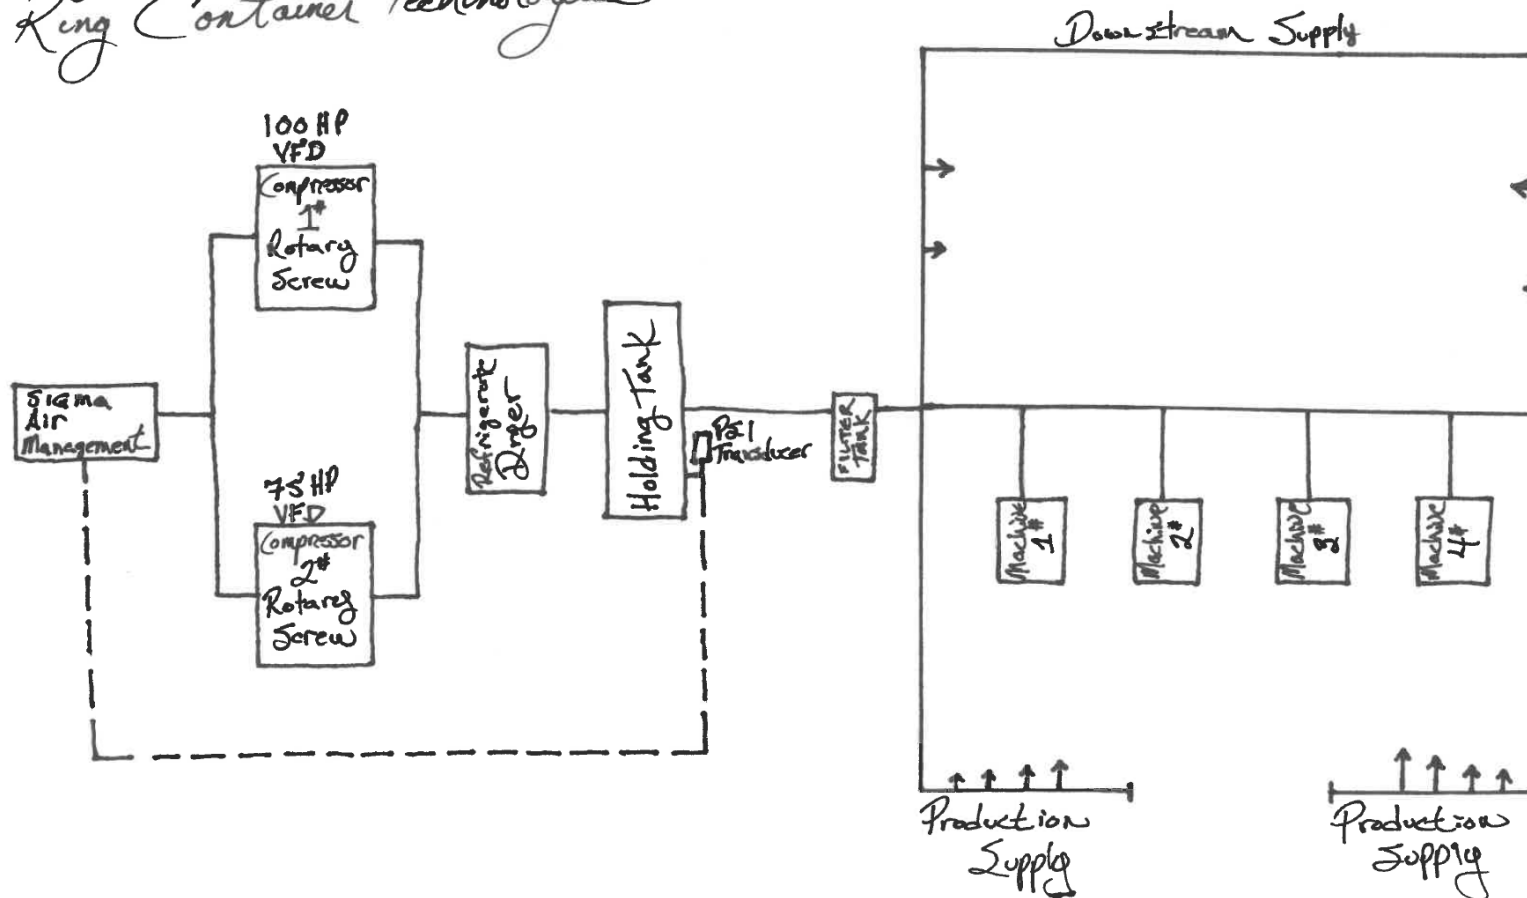 Ring Container Technologies
Downstream Supply
100 HP
VFD
Compressor
1#
Rotary
Screw
Sigma
Air
Management
75 HP
VFD
Compressor
2#
Rotary
Screw
Refrigerate
Dryer
Holding Tank
PSI
Transducer
FILTER
TANK
Machine
1#
Machine
2#
Machine
3#
Machine
4#
Production
Supply
Production
Supply